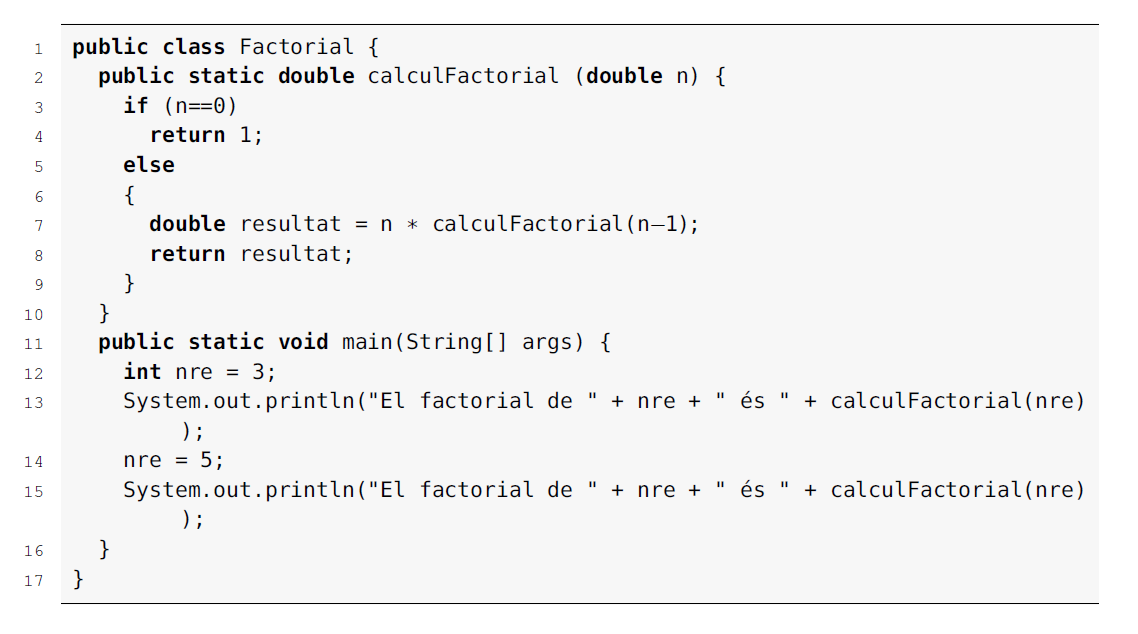 1 public class Factorial {
2 public static double calculFactorial (double n) {
3 if (n==0)
4 return 1;
5 else
6 {
7 double resultat = n * calculFactorial(n−1);
8 return resultat;
9 }
10 }
11 public static void main(String[] args) {
12 int nre = 3;
13 System.out.println("El factorial de " + nre + " és " + calculFactorial(nre)
);
14 nre = 5;
15 System.out.println("El factorial de " + nre + " és " + calculFactorial(nre)
);
16 }
17 }